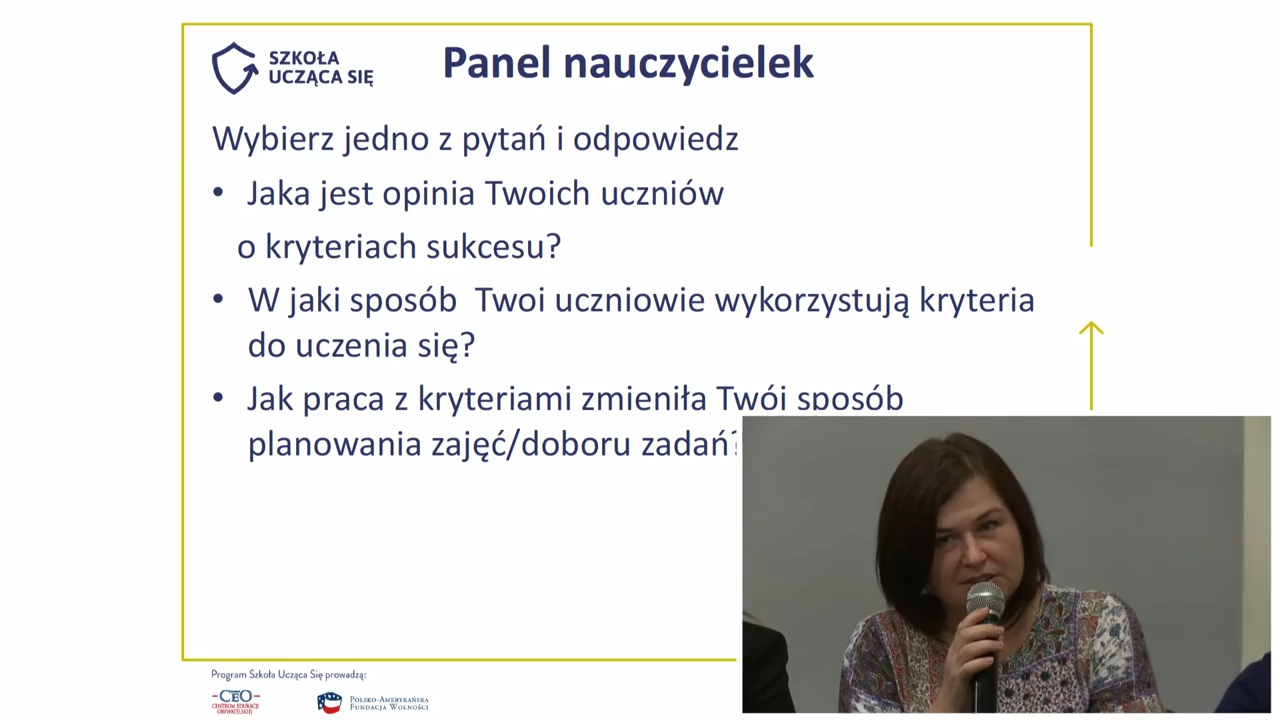 SZKOŁA
UCZĄCA SIĘ
Panel nauczycielek
Wybierz jedno z pytań i odpowiedz
• Jaka jest opinia Twoich uczniów
o kryteriach sukcesu?
• W jaki sposób Twoi uczniowie wykorzystują kryteria
do uczenia się?
• Jak praca z kryteriami zmieniła Twój sposób
planowania zajęć/doboru zadań?
Program Szkoła Ucząca Się prowadzą:
CEO
CENTRUM EDUKACJI
OBYWATELSKIEJ
POLSKO-AMERYKAŃSKA
FUNDACJA WOLNOŚCI